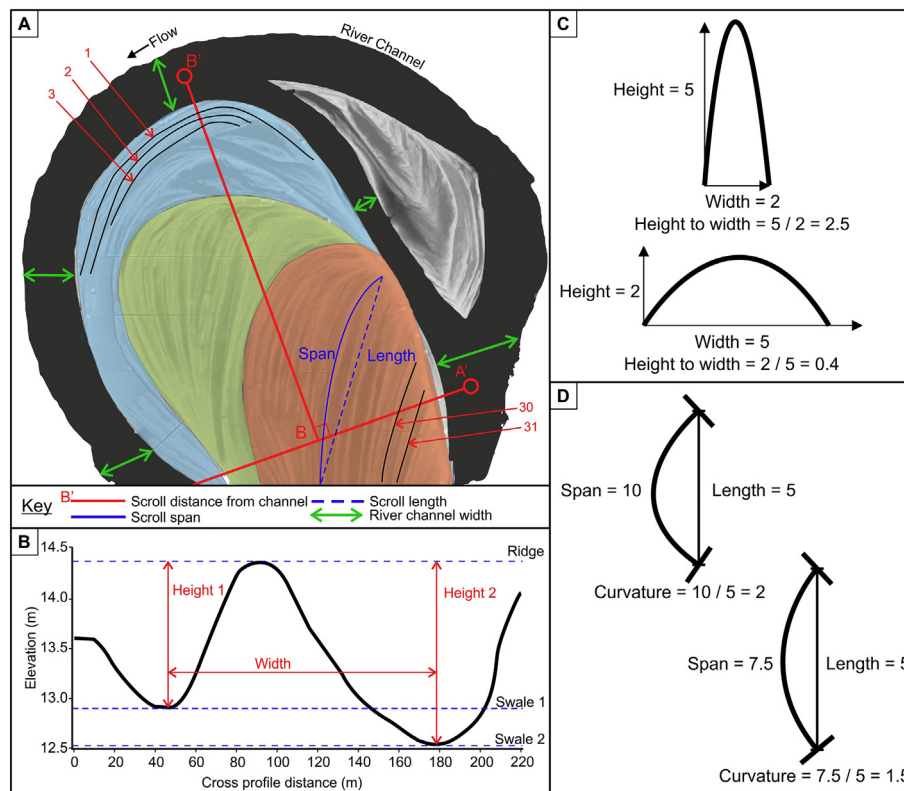 A
Flow
B'
River Channel
1
2
3
Span
Length
A'
B
30
31
Key
B'
Scroll distance from channel
Scroll length
Scroll span
River channel width
B
14.5
14.0
13.5
13.0
12.5
Elevation (m)
Ridge
Height 1
Height 2
Width
Swale 1
Swale 2
0 20 40 60 80 100 120 140 160 180 200 220
Cross profile distance (m)
C
Height = 5
Width = 2
Height to width = 5 / 2 = 2.5
Height = 2
Width = 5
Height to width = 2 / 5 = 0.4
D
Span = 10
Length = 5
Curvature = 10 / 5 = 2
Span = 7.5
Length = 5
Curvature = 7.5 / 5 = 1.5